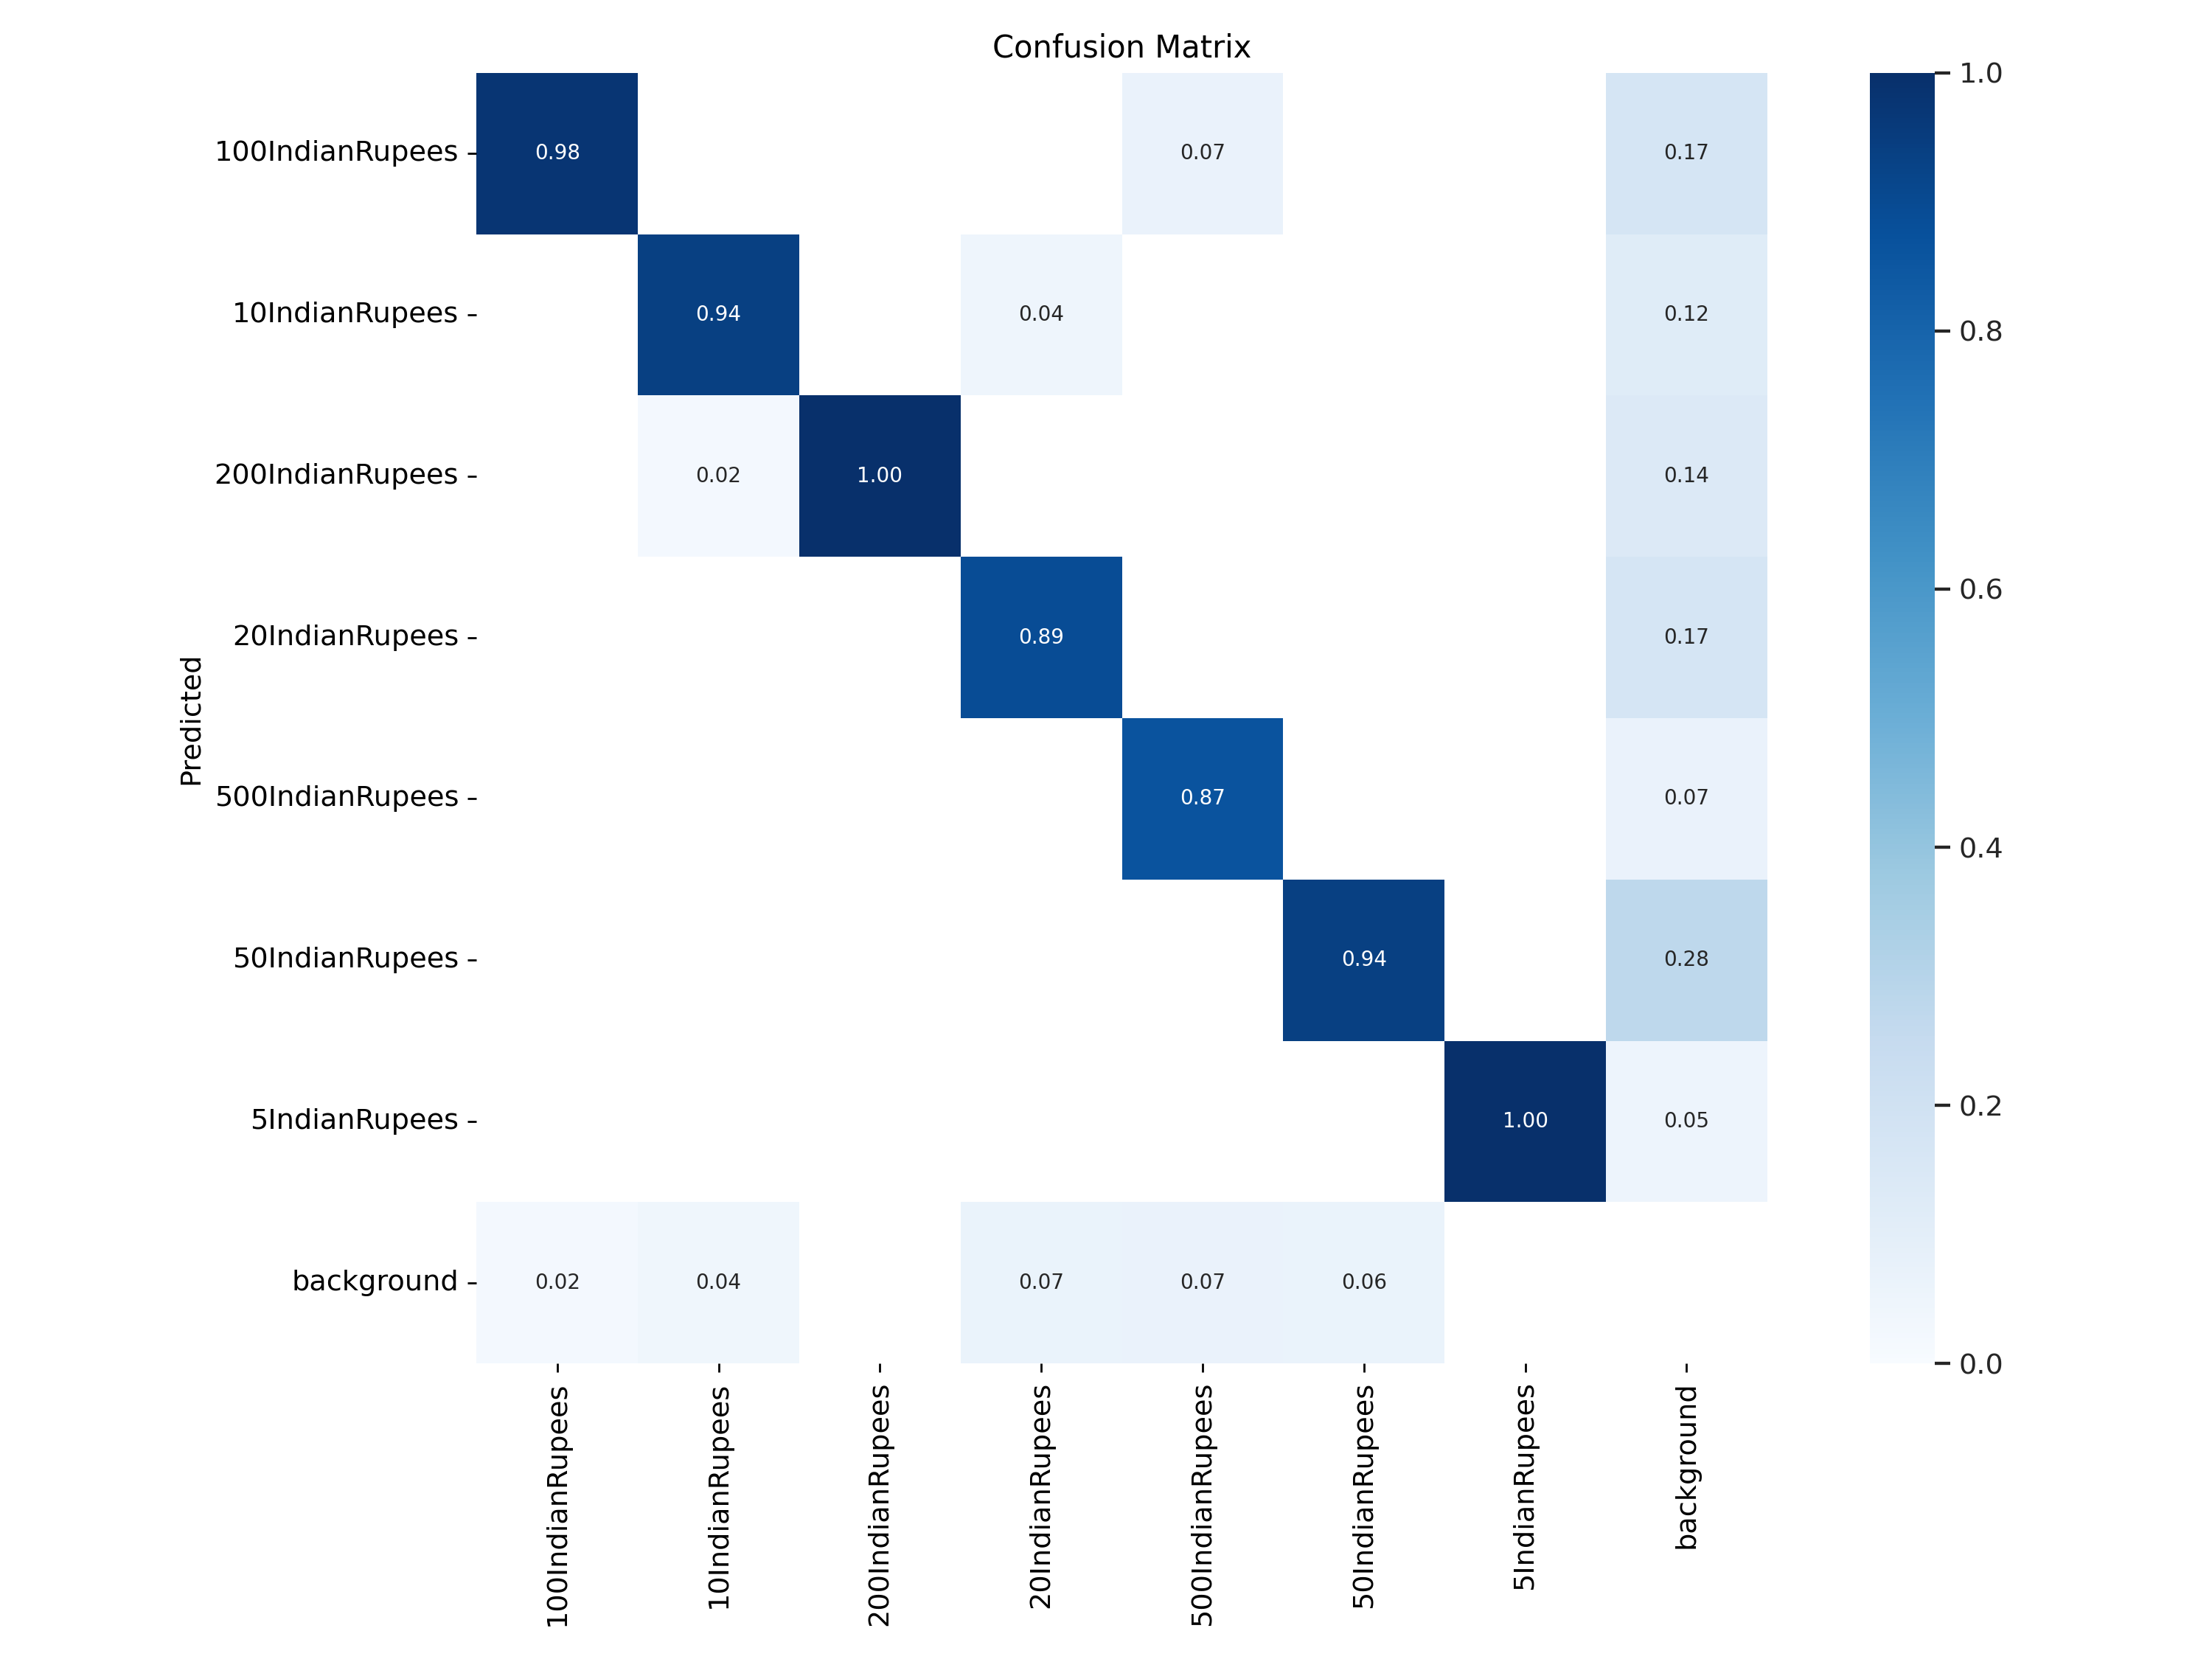 Confusion Matrix
100IndianRupees
0.98
0.07
0.17
10IndianRupees
0.94
0.04
0.12
200IndianRupees
0.02
1.00
0.14
20IndianRupees
0.89
0.17
500IndianRupees
0.87
0.07
50IndianRupees
0.94
0.28
5IndianRupees
1.00
0.05
background
0.02
0.04
0.07
0.07
0.06
Predicted
100IndianRupees
10IndianRupees
200IndianRupees
20IndianRupees
500IndianRupees
50IndianRupees
5IndianRupees
background
1.0
0.8
0.6
0.4
0.2
0.0